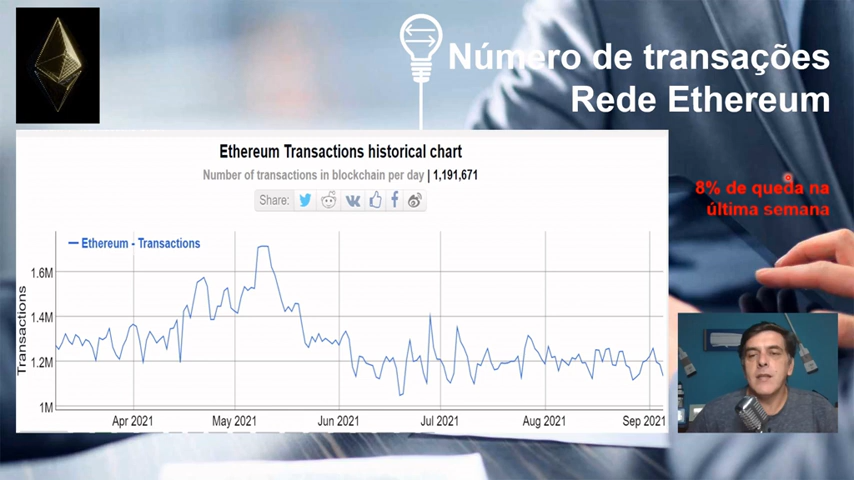 Número de transações
Rede Ethereum
Ethereum Transactions historical chart
Number of transactions in blockchain per day | 1,191,671
Share:
8% de queda na
última semana
Ethereum - Transactions
Transactions
1.6M
1.4M
1.2M
1M
Apr 2021
May 2021
Jun 2021
Jul 2021
Aug 2021
Sep 2021